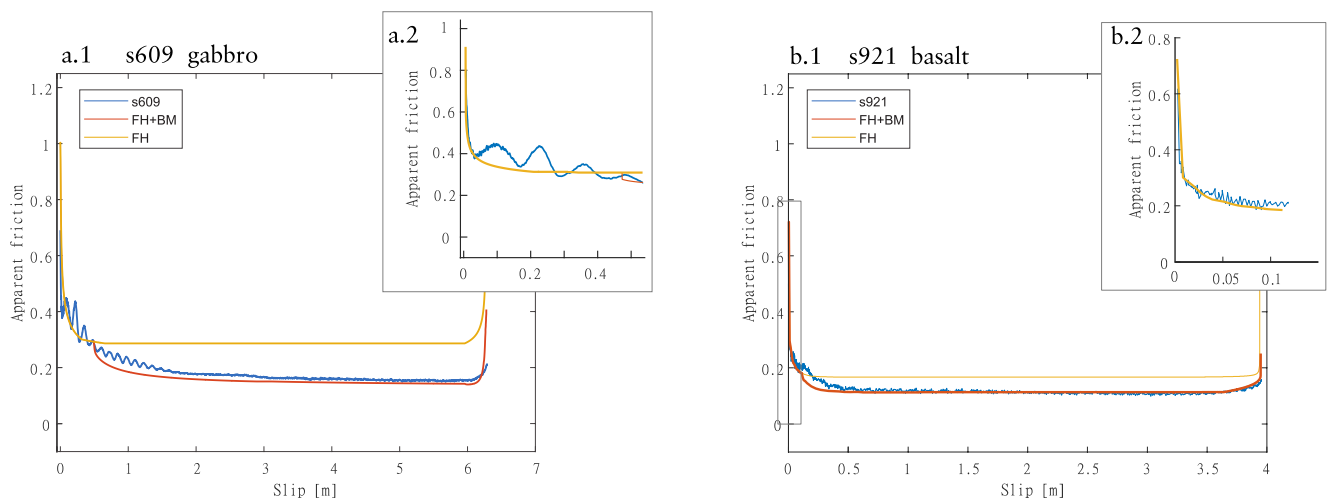 a.1 s609 gabbro
1.2
1
0.8
0.6
0.4
0.2
0
Apparent friction
s609
FH+BM
FH
0 1 2 3 4 5 6 7
Slip [m]
a.2
1
0.8
0.6
0.4
0.2
0
Apparent friction
0 0.2 0.4
b.1 s921 basalt
1.2
1
0.8
0.6
0.4
0.2
0
Apparent friction
s921
FH+BM
FH
0 0.5 1 1.5 2 2.5 3 3.5 4
Slip [m]
b.2
0.8
0.6
0.4
0.2
0
Apparent friction
0 0.05 0.1